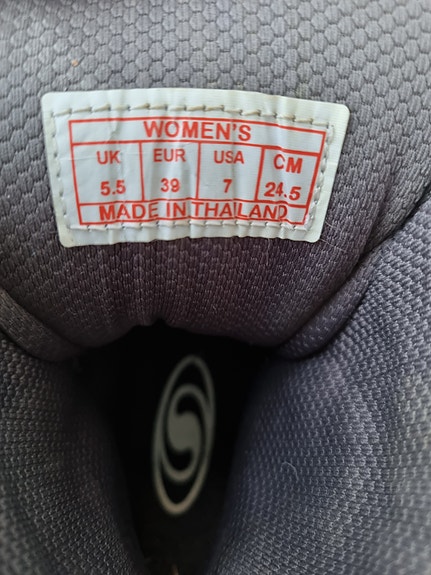 WOMEN'S
UK EUR USA CM
5.5 39 7 24.5
MADE IN THAILAND